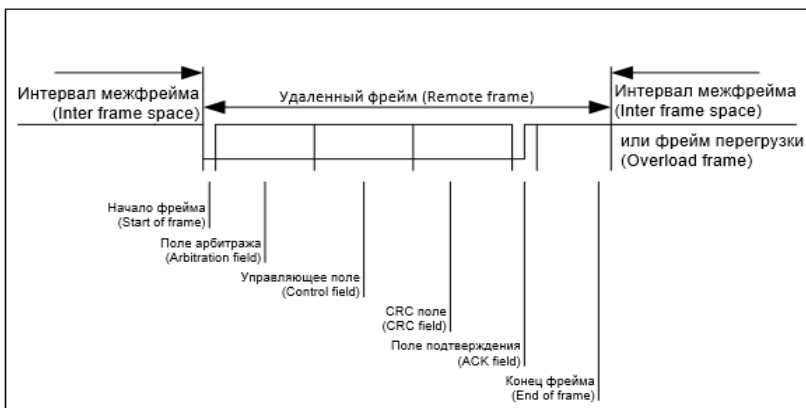 Интервал межфрейма
(Inter frame space)
Удаленный фрейм (Remote frame)
Интервал межфрейма
(Inter frame space)
или фрейм перегрузки
(Overload frame)
Начало фрейма
(Start of frame)
Поле арбитража
(Arbitration field)
Управляющее поле
(Control field)
CRC поле
(CRC field)
Поле подтверждения
(ACK field)
Конец фрейма
(End of frame)